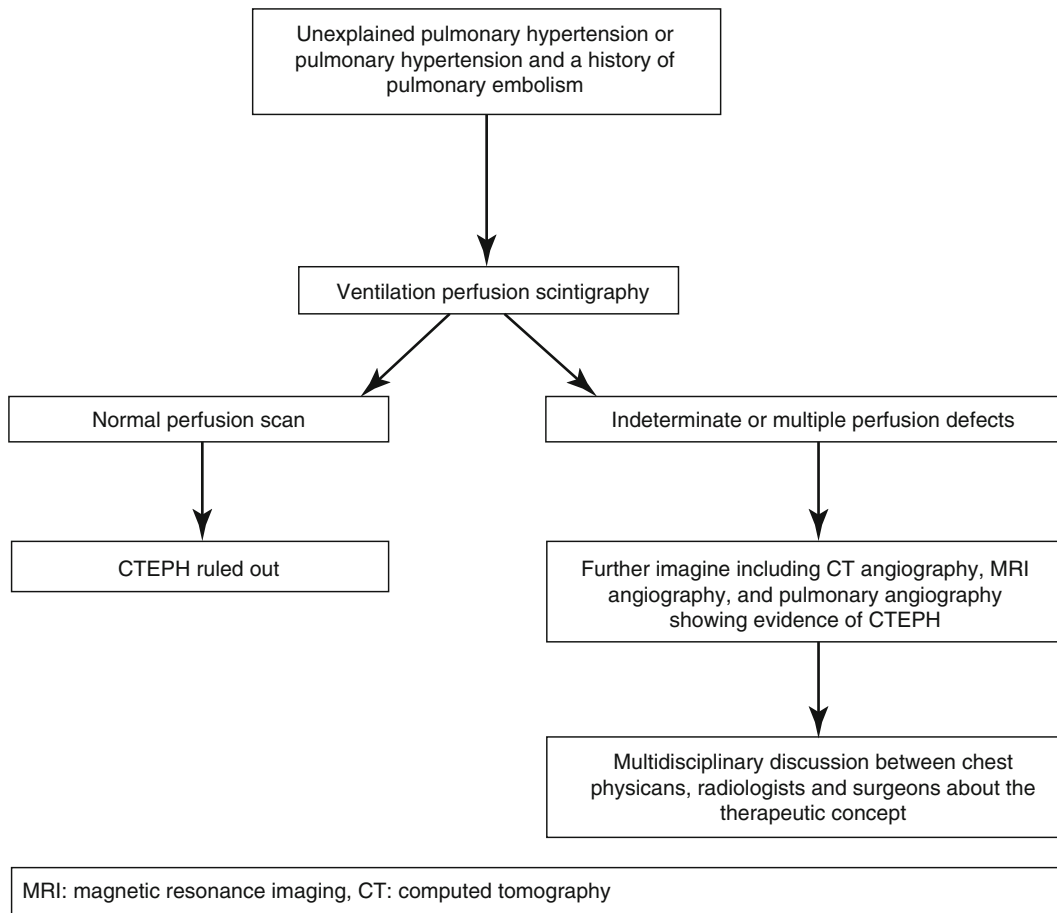 Unexplained pulmonary hypertension or
pulmonary hypertension and a history of
pulmonary embolism
Ventilation perfusion scintigraphy
Normal perfusion scan
Indeterminate or multiple perfusion defects
CTEPH ruled out
Further imagine including CT angiography, MRI
angiography, and pulmonary angiography
showing evidence of CTEPH
Multidisciplinary discussion between chest
physicans, radiologists and surgeons about the
therapeutic concept
MRI: magnetic resonance imaging, CT: computed tomography